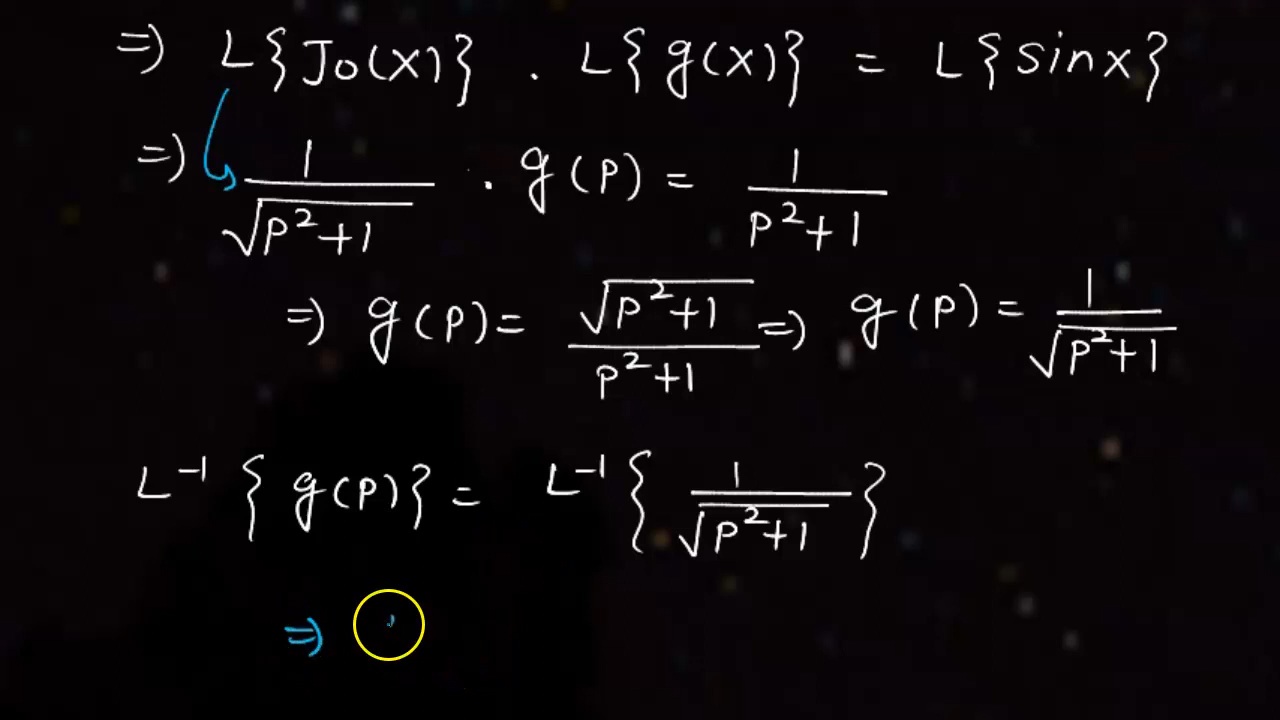 ⇒ L{J₀(x)} . L{g(x)} = L{sinx}
⇒ 1/√(p²+1) . g(p) = 1/(p²+1)
⇒ g(p) = √(p²+1)/(p²+1) ⇒ g(p) = 1/√(p²+1)
L⁻¹{g(p)} = L⁻¹{1/√(p²+1)}
⇒